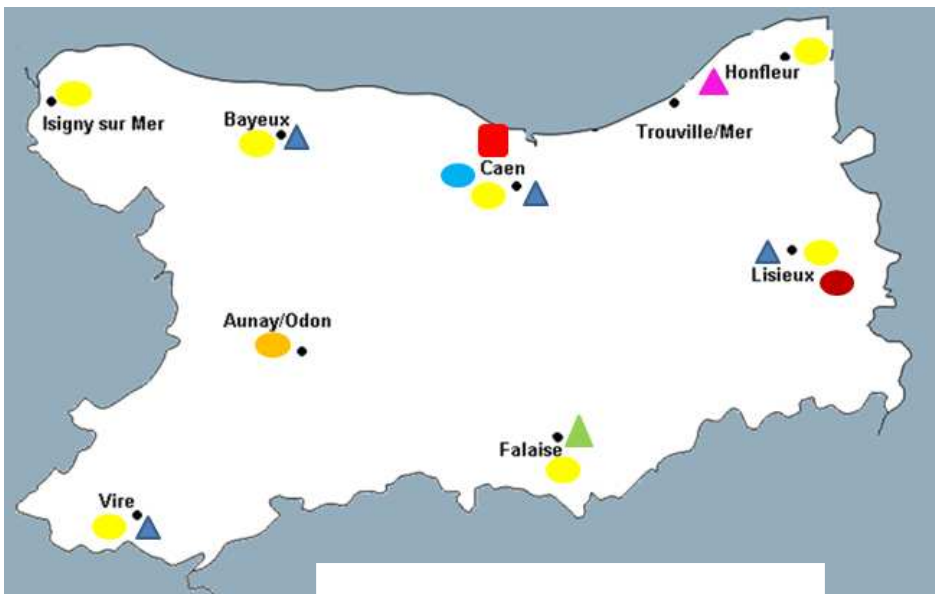 Honfleur
Isigny sur Mer
Bayeux
Trouville/Mer
Caen
Lisieux
Aunay/Odon
Falaise
Vire